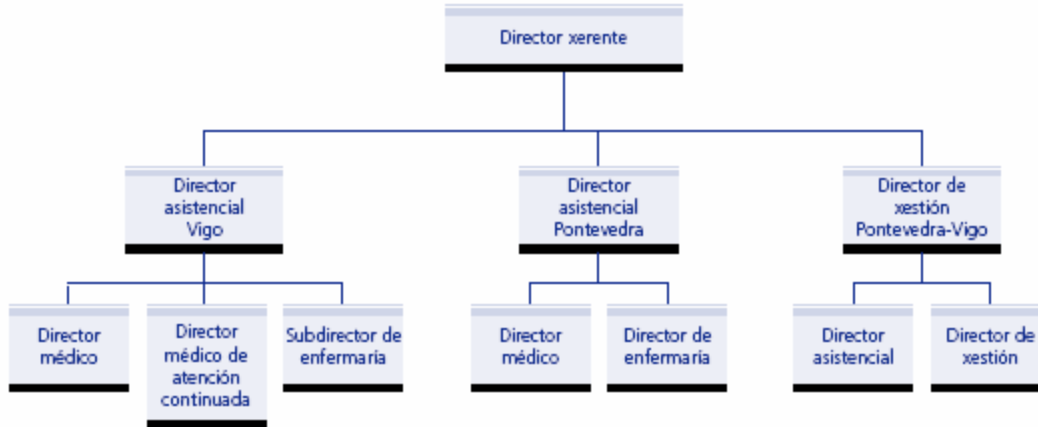 Director xerente
Director
asistencial
Vigo
Director
asistencial
Pontevedra
Director de
xestión
Pontevedra-Vigo
Director
médico
Director
médico de
atención
continuada
Subdirector de
enfermaría
Director
médico
Director de
enfermaría
Director
asistencial
Director de
xestión